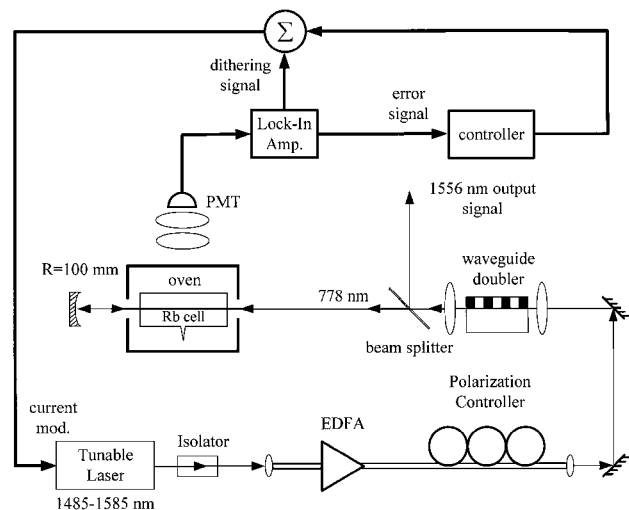 Σ
dithering
signal
error
signal
Lock-In
Amp.
controller
PMT
1556 nm output
signal
R=100 mm
oven
waveguide
doubler
778 nm
Rb cell
beam splitter
Polarization
Controller
current
mod.
EDFA
Isolator
Tunable
Laser
1485-1585 nm